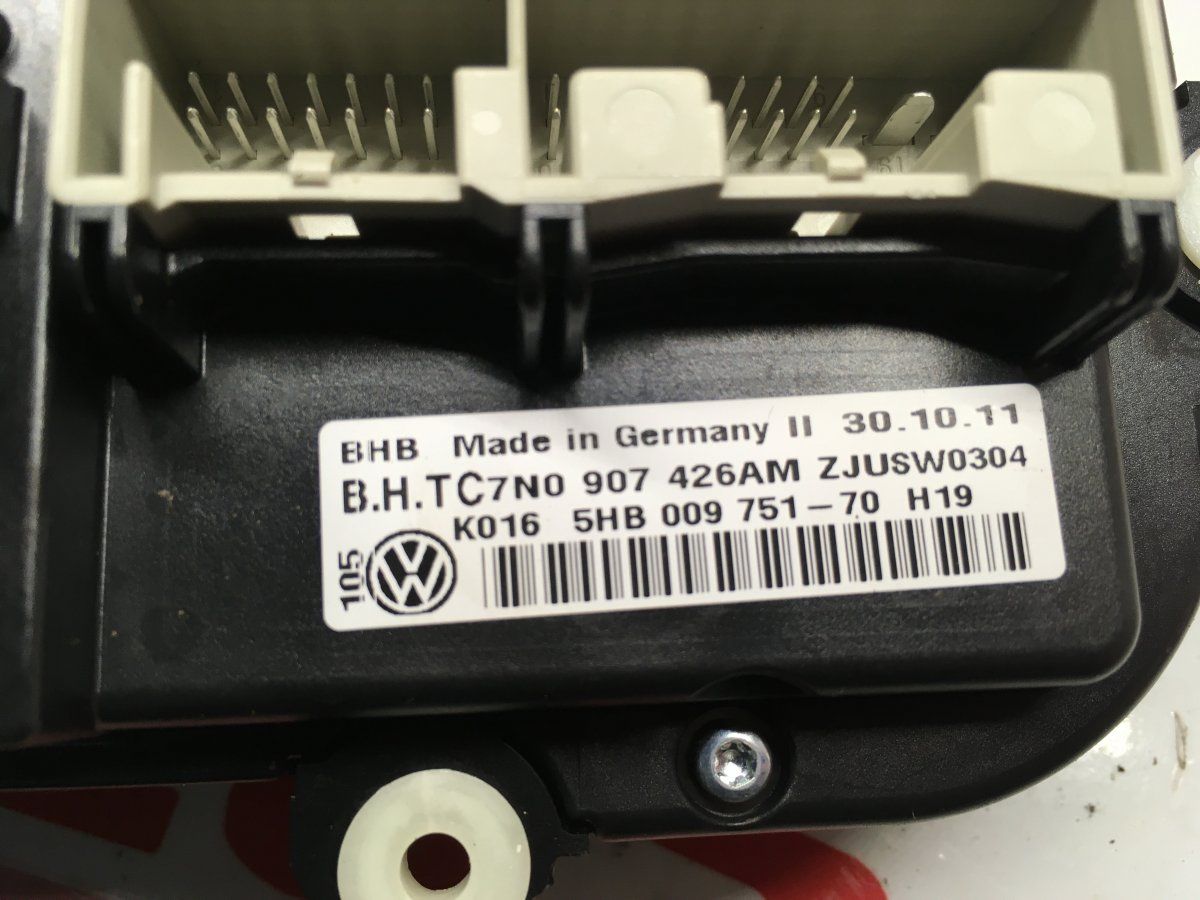 BHB Made in Germany II 30.10.11
B.H.TC7N0 907 426AM ZJUSW0304
K016 5HB 009 751-70 H19
105